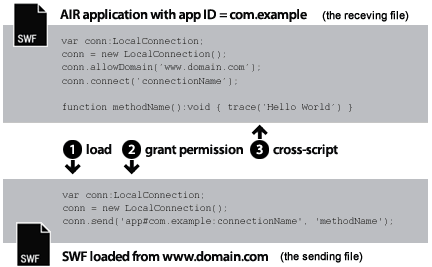 AIR application with app ID = com.example (the receving file)
SWF
var conn:LocalConnection;
conn = new LocalConnection();
conn.allowDomain('www.domain.com');
conn.connect('connectionName');
function methodName():void { trace('Hello World') }
1 load 2 grant permission 3 cross-script
var conn:LocalConnection;
conn = new LocalConnection();
conn.send('app#com.example:connectionName', 'methodName');
SWF
SWF loaded from www.domain.com (the sending file)